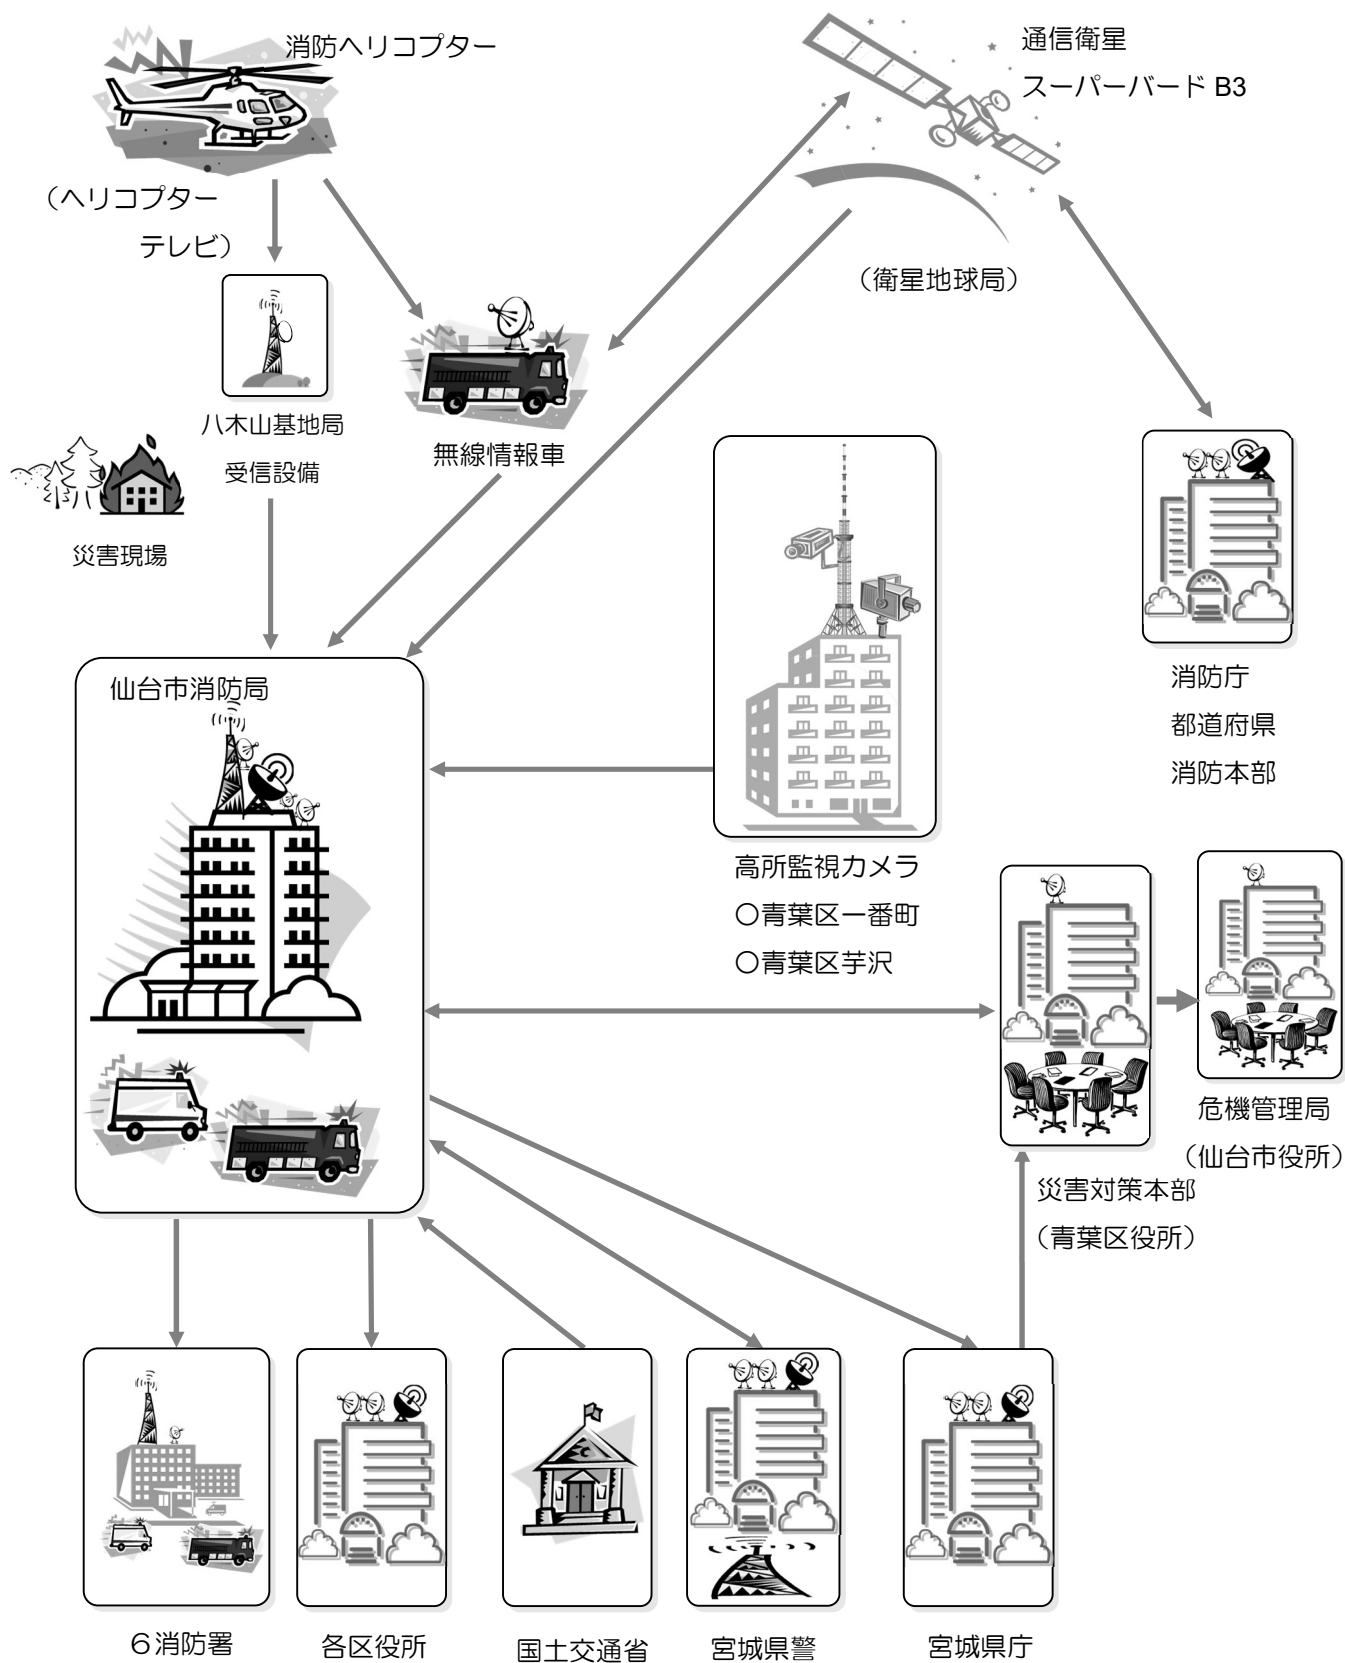 消防ヘリコプター
通信衛星
スーパーバード B3
（ヘリコプター
テレビ）
（衛星地球局）
八木山基地局
受信設備
無線情報車
災害現場
仙台市消防局
消防庁
都道府県
消防本部
高所監視カメラ
〇青葉区一番町
〇青葉区芋沢
危機管理局
（仙台市役所）
災害対策本部
（青葉区役所）
６消防署
各区役所
国土交通省
宮城県警
宮城県庁